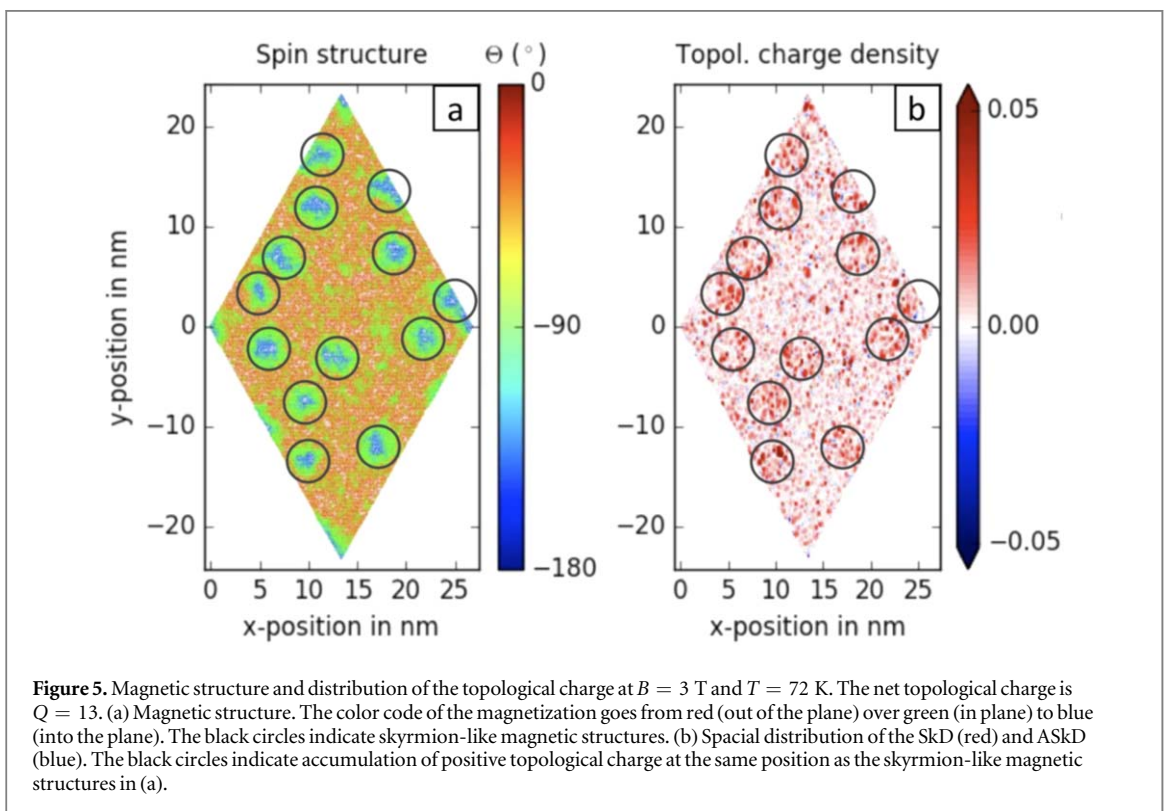 Spin structure
Θ (°)
Topol. charge density
a
b
0
−90
−180
0.05
0.00
−0.05
20
10
0
−10
−20
y-position in nm
0 5 10 15 20 25
x-position in nm
20
10
0
−10
−20
0 5 10 15 20 25
x-position in nm
Figure 5. Magnetic structure and distribution of the topological charge at B = 3 T and T = 72 K. The net topological charge is
Q = 13. (a) Magnetic structure. The color code of the magnetization goes from red (out of the plane) over green (in plane) to blue
(into the plane). The black circles indicate skyrmion-like magnetic structures. (b) Spacial distribution of the SkD (red) and ASkD
(blue). The black circles indicate accumulation of positive topological charge at the same position as the skyrmion-like magnetic
structures in (a).